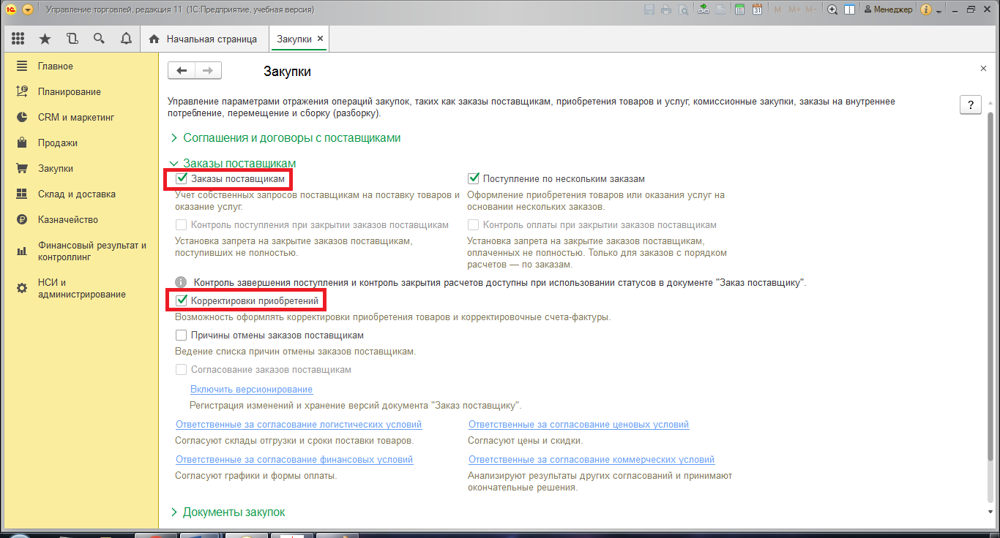 Управление торговлей, редакция 11 (1С:Предприятие, учебная версия)
M M+ M-
Менеджер
Начальная страница
Закупки
Главное
Планирование
CRM и маркетинг
Продажи
Закупки
Склад и доставка
Казначейство
Финансовый результат и
контроллинг
НСИ и
администрирование
Закупки
Управление параметрами отражения операций закупок, таких как заказы поставщикам, приобретения товаров и услуг, комиссионные закупки, заказы на внутреннее
потребление, перемещение и сборку (разборку).
?
Соглашения и договоры с поставщиками
Заказы поставщикам
Заказы поставщикам
Поступление по нескольким заказам
Учет собственных запросов поставщикам на поставку товаров и
оказание услуг.
Оформление приобретения товаров или оказания услуг на
основании нескольких заказов.
Контроль поступления при закрытии заказов поставщикам
Контроль оплаты при закрытии заказов поставщикам
Установка запрета на закрытие заказов поставщикам,
поступивших не полностью.
Установка запрета на закрытие заказов поставщикам,
оплаченных не полностью. Только для заказов с порядком
расчетов — по заказам.
Контроль завершения поступления и контроль закрытия расчетов доступны при использовании статусов в документе "Заказ поставщику".
Корректировки приобретений
Возможность оформлять корректировки приобретения товаров и корректировочные счета-фактуры.
Причины отмены заказов поставщикам
Ведение списка причин отмены заказов поставщикам.
Согласование заказов поставщикам
Включить версионирование
Регистрация изменений и хранение версий документа "Заказ поставщику".
Ответственные за согласование логистических условий
Ответственные за согласование ценовых условий
Согласуют склады отгрузки и сроки поставки товаров.
Согласуют цены и скидки.
Ответственные за согласование финансовых условий
Ответственные за согласование коммерческих условий
Согласуют графики и формы оплаты.
Анализируют результаты других согласований и принимают
окончательные решения.
Документы закупок